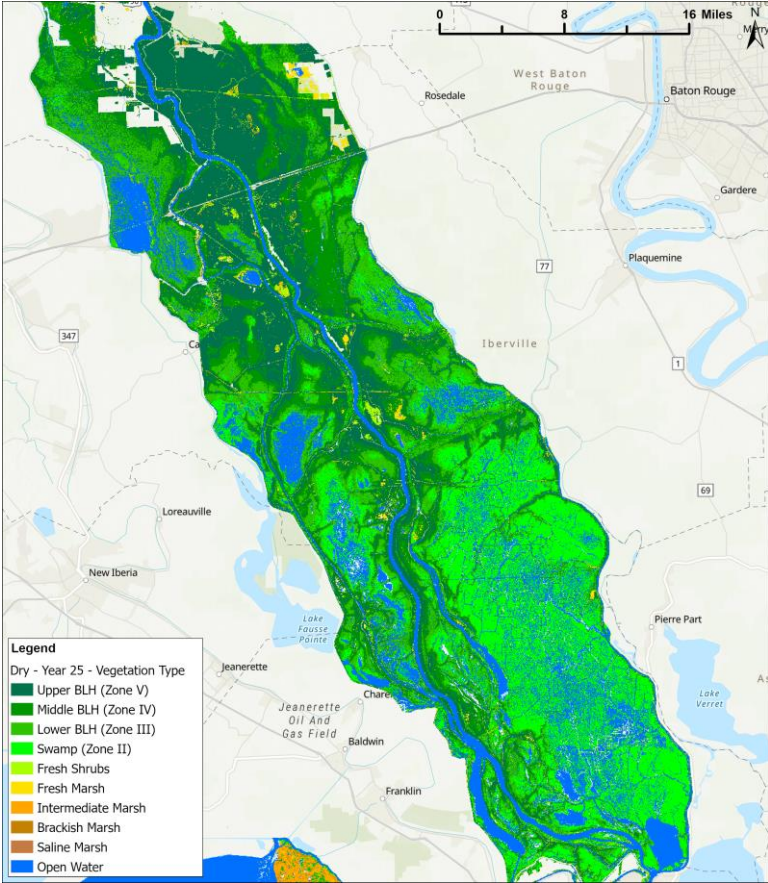 0 8 16 Miles
N
West Baton
Rouge
Rosedale
Baton Rouge
Gardere
77
Plaquemine
347
Iberville
1
69
Loreauville
New Iberia
Lake
Fausse
Pointe
Pierre Part
Jeanerette
Lake
Verret
Jeanerette
Oil And
Gas Field
Baldwin
Franklin
Legend
Dry - Year 25 - Vegetation Type
Upper BLH (Zone V)
Middle BLH (Zone IV)
Lower BLH (Zone III)
Swamp (Zone II)
Fresh Shrubs
Fresh Marsh
Intermediate Marsh
Brackish Marsh
Saline Marsh
Open Water